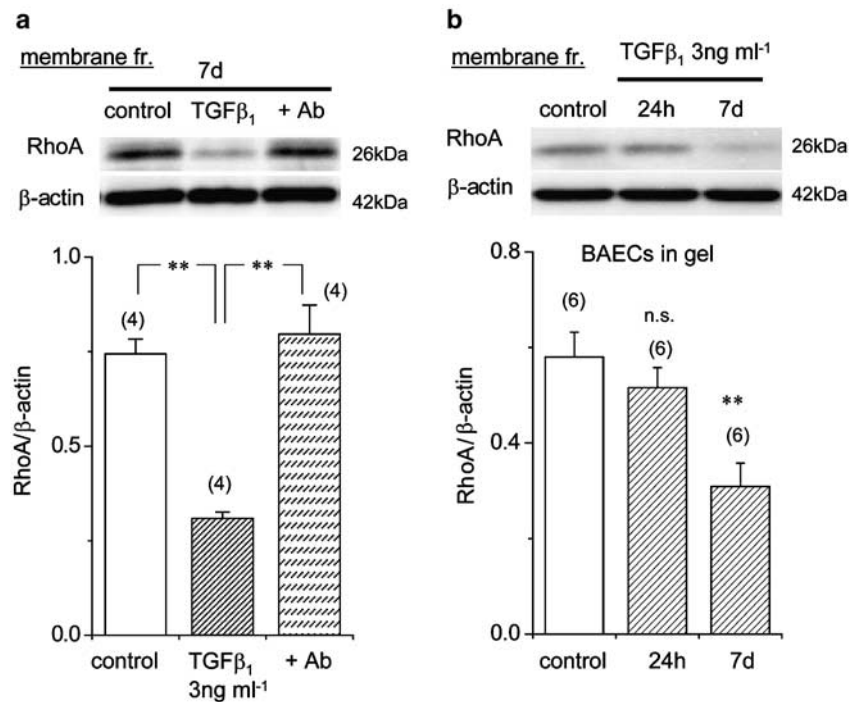 a
membrane fr.
7d
control TGFβ₁ + Ab
RhoA 26kDa
β-actin 42kDa
1.0
** **
(4) (4)
RhoA/β-actin
0.5
(4)
0.0
control TGFβ₁ + Ab
3ng ml⁻¹
b
membrane fr.
TGFβ₁ 3ng ml⁻¹
24h 7d
RhoA 26kDa
β-actin 42kDa
0.8
BAECs in gel
(6)
n.s.
(6)
**
(6)
RhoA/β-actin
0.4
0.0
control 24h 7d